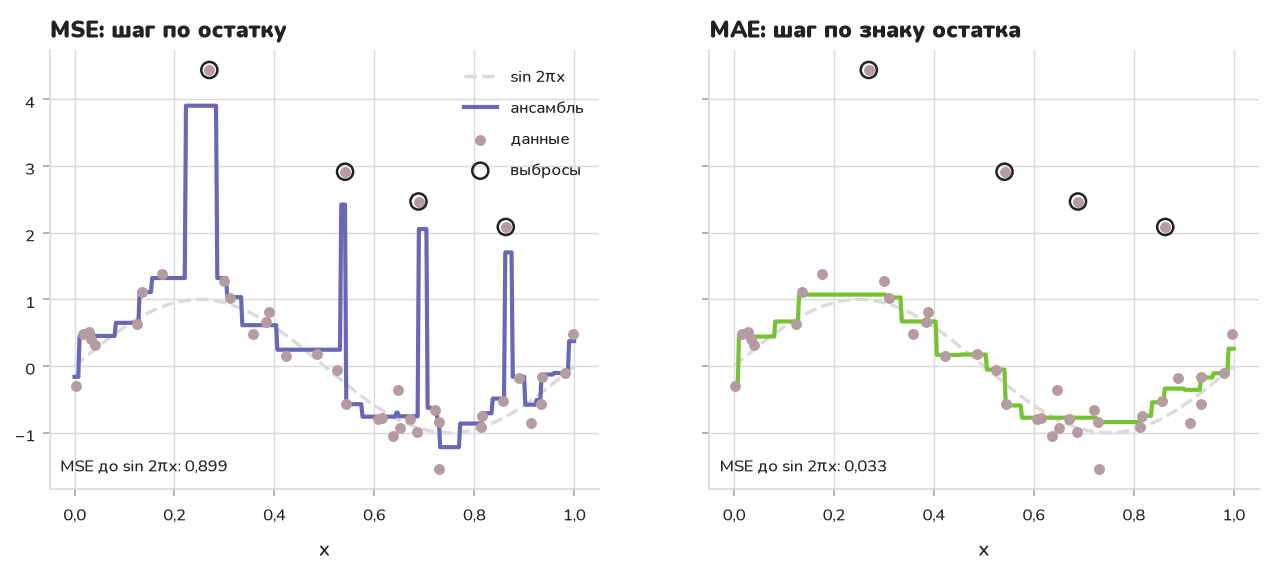 MSE: шаг по остатку
sin 2πx
ансамбль
данные
выбросы
4
3
2
1
0
−1
MSE до sin 2πx: 0,899
0,0
0,2
0,4
0,6
0,8
1,0
x
MAE: шаг по знаку остатка
MSE до sin 2πx: 0,033
0,0
0,2
0,4
0,6
0,8
1,0
x